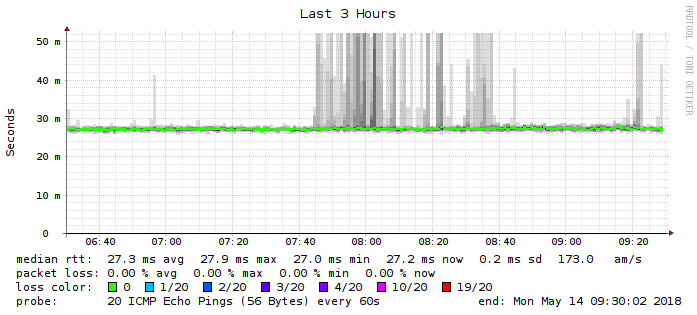 Last 3 Hours
RRDTOOL / TOBI OETIKER
Seconds
50 m
40 m
30 m
20 m
10 m
0
06:40 07:00 07:20 07:40 08:00 08:20 08:40 09:00 09:20
median rtt: 27.3 ms avg 27.9 ms max 27.0 ms min 27.2 ms now 0.2 ms sd 173.0 am/s
packet loss: 0.00 % avg 0.00 % max 0.00 % min 0.00 % now
loss color: 0 1/20 2/20 3/20 4/20 10/20 19/20
probe: 20 ICMP Echo Pings (56 Bytes) every 60s end: Mon May 14 09:30:02 2018